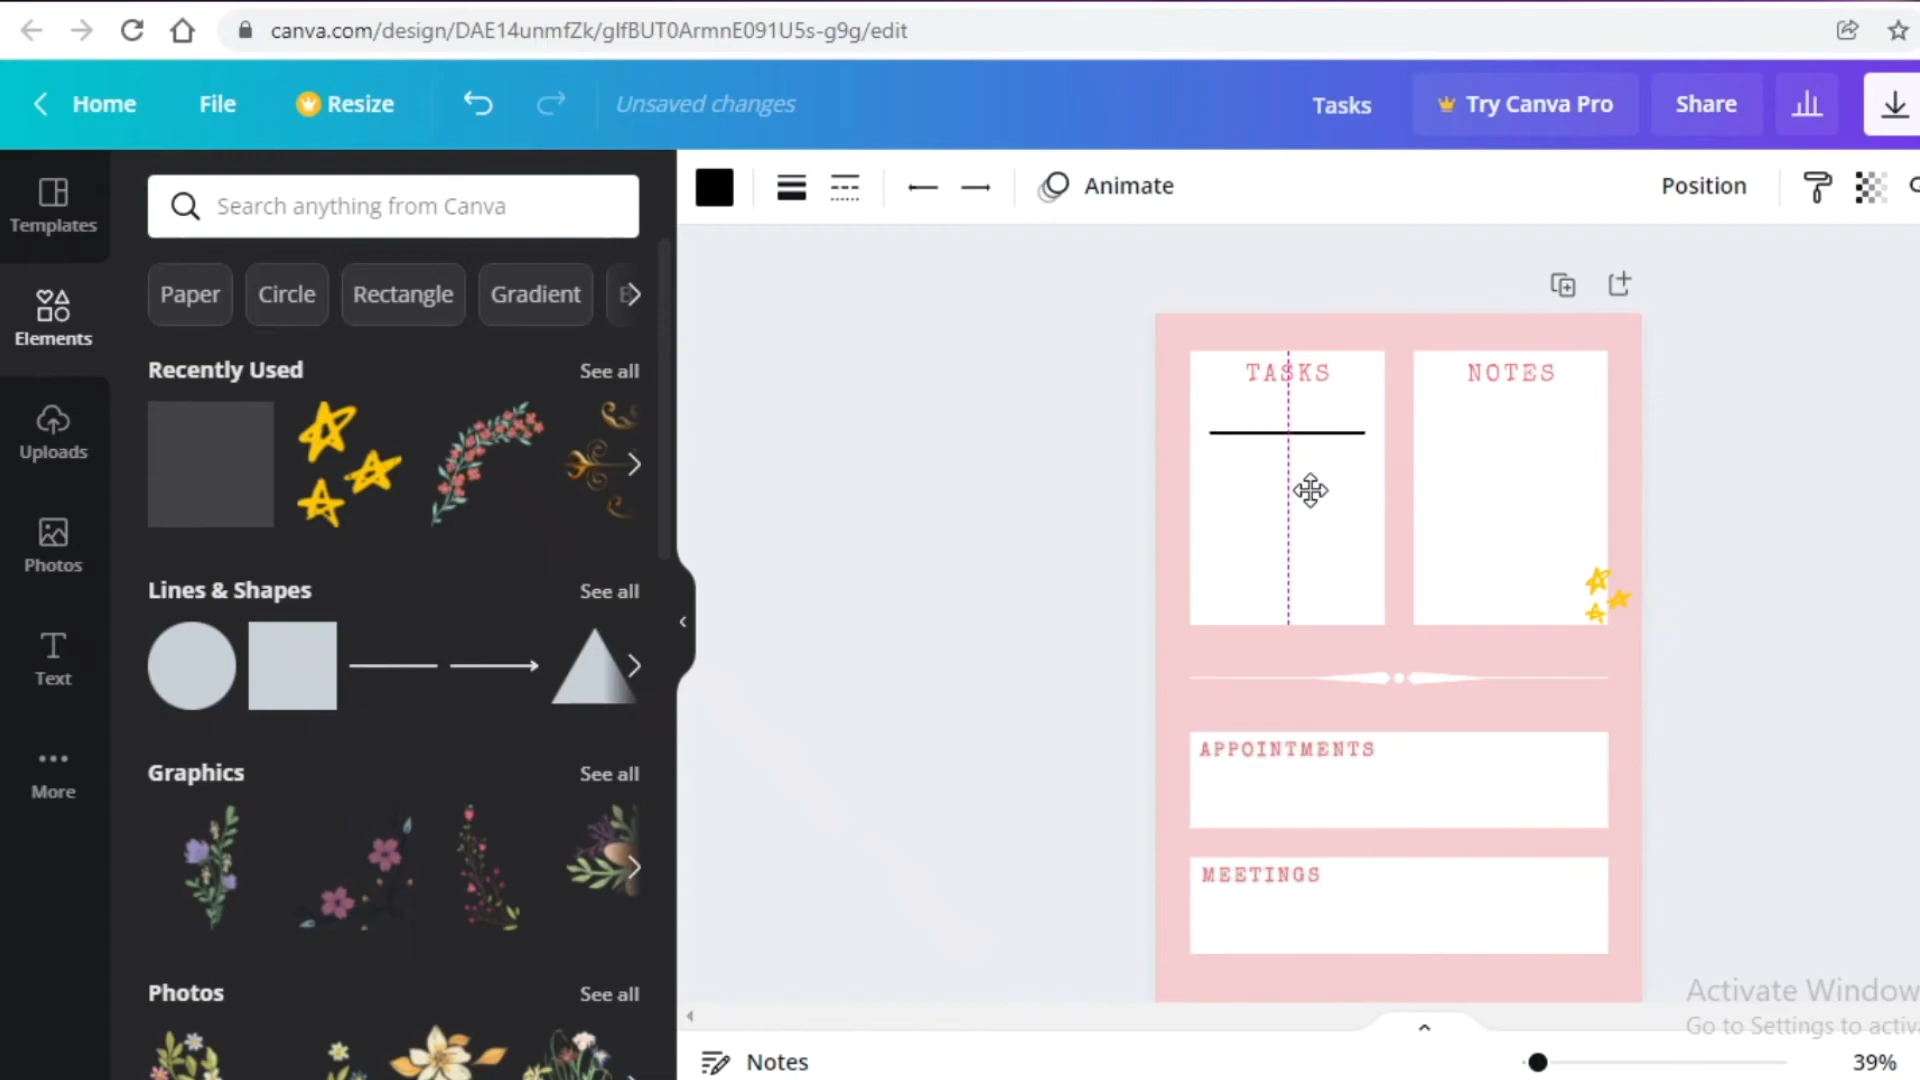 canva.com/design/DAE14unmfZk/glfBUT0ArmnE091U5s-g9g/edit
Home File Resize Unsaved changes Tasks Try Canva Pro Share
Templates
Elements
Uploads
Photos
Text
More
Search anything from Canva
Paper Circle Rectangle Gradient
Recently Used See all
Lines & Shapes See all
Graphics See all
Photos See all
Animate Position
TASKS
NOTES
APPOINTMENTS
MEETINGS
Activate Window
Go to Settings to activ
Notes 39%